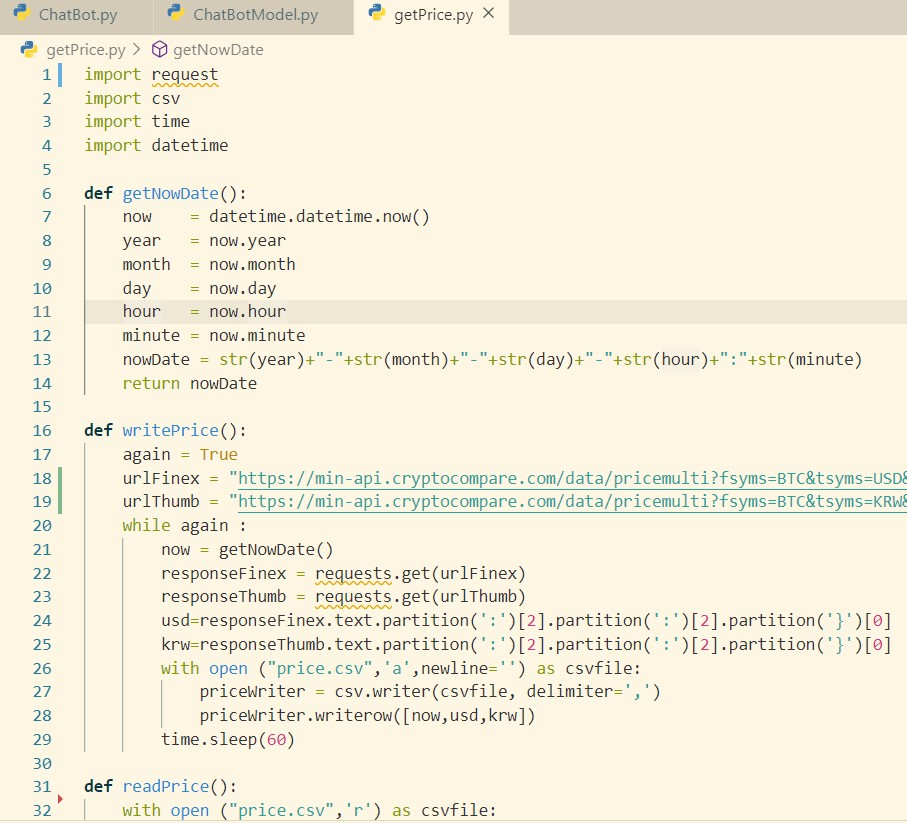 ChatBot.py ChatBotModel.py getPrice.py ×
getPrice.py > getNowDate
1 import request
2 import csv
3 import time
4 import datetime
5
6 def getNowDate():
7 now = datetime.datetime.now()
8 year = now.year
9 month = now.month
10 day = now.day
11 hour = now.hour
12 minute = now.minute
13 nowDate = str(year)+"-"+str(month)+"-"+str(day)+"-"+str(hour)+":"+str(minute)
14 return nowDate
15
16 def writePrice():
17 again = True
18 urlFinex = "https://min-api.cryptocompare.com/data/pricemulti?fsyms=BTC&tsyms=USD&
19 urlThumb = "https://min-api.cryptocompare.com/data/pricemulti?fsyms=BTC&tsyms=KRW&
20 while again :
21 now = getNowDate()
22 responseFinex = requests.get(urlFinex)
23 responseThumb = requests.get(urlThumb)
24 usd=responseFinex.text.partition(':')[2].partition(':')[2].partition('}')[0]
25 krw=responseThumb.text.partition(':')[2].partition(':')[2].partition('}')[0]
26 with open ("price.csv",'a',newline='') as csvfile:
27 priceWriter = csv.writer(csvfile, delimiter=',')
28 priceWriter.writerow([now,usd,krw])
29 time.sleep(60)
30
31 def readPrice():
32 with open ("price.csv",'r') as csvfile: